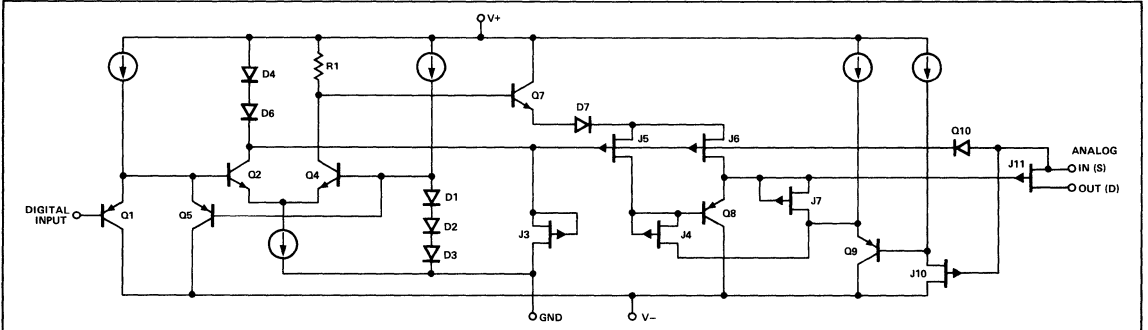 V+
D4
R1
D6
Q7
D7
J5
J6
Q10
ANALOG
IN (S)
J11
OUT (D)
Q2
Q4
D1
DIGITAL
INPUT
Q1
Q5
D2
J3
J4
Q8
J7
D3
Q9
J10
GND
V−